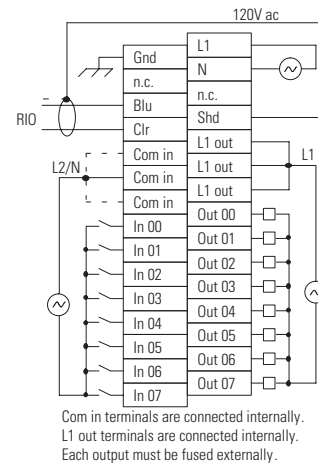 120V ac
L1
Gnd
N
n.c.
n.c.
Blu
Shd
RIO
Clr
L1 out
Com in
L1 out
L1
L2/N
Com in
L1 out
Com in
Out 00
In 00
Out 01
In 01
Out 02
In 02
Out 03
In 03
Out 04
In 04
Out 05
In 05
Out 06
In 06
Out 07
In 07
Com in terminals are connected internally.
L1 out terminals are connected internally.
Each output must be fused externally.